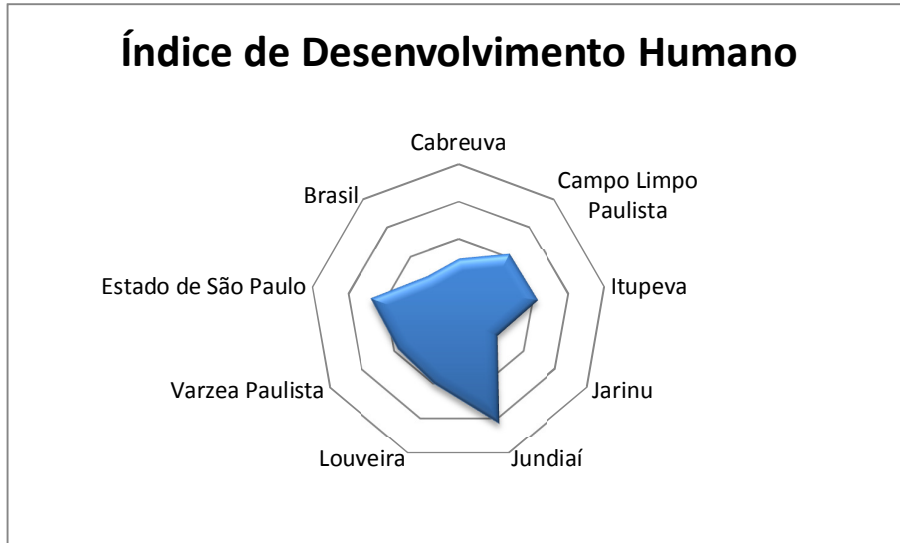 Índice de Desenvolvimento Humano
Cabreuva
Campo Limpo
Paulista
Itupeva
Jarinu
Jundiaí
Louveira
Varzea Paulista
Estado de São Paulo
Brasil